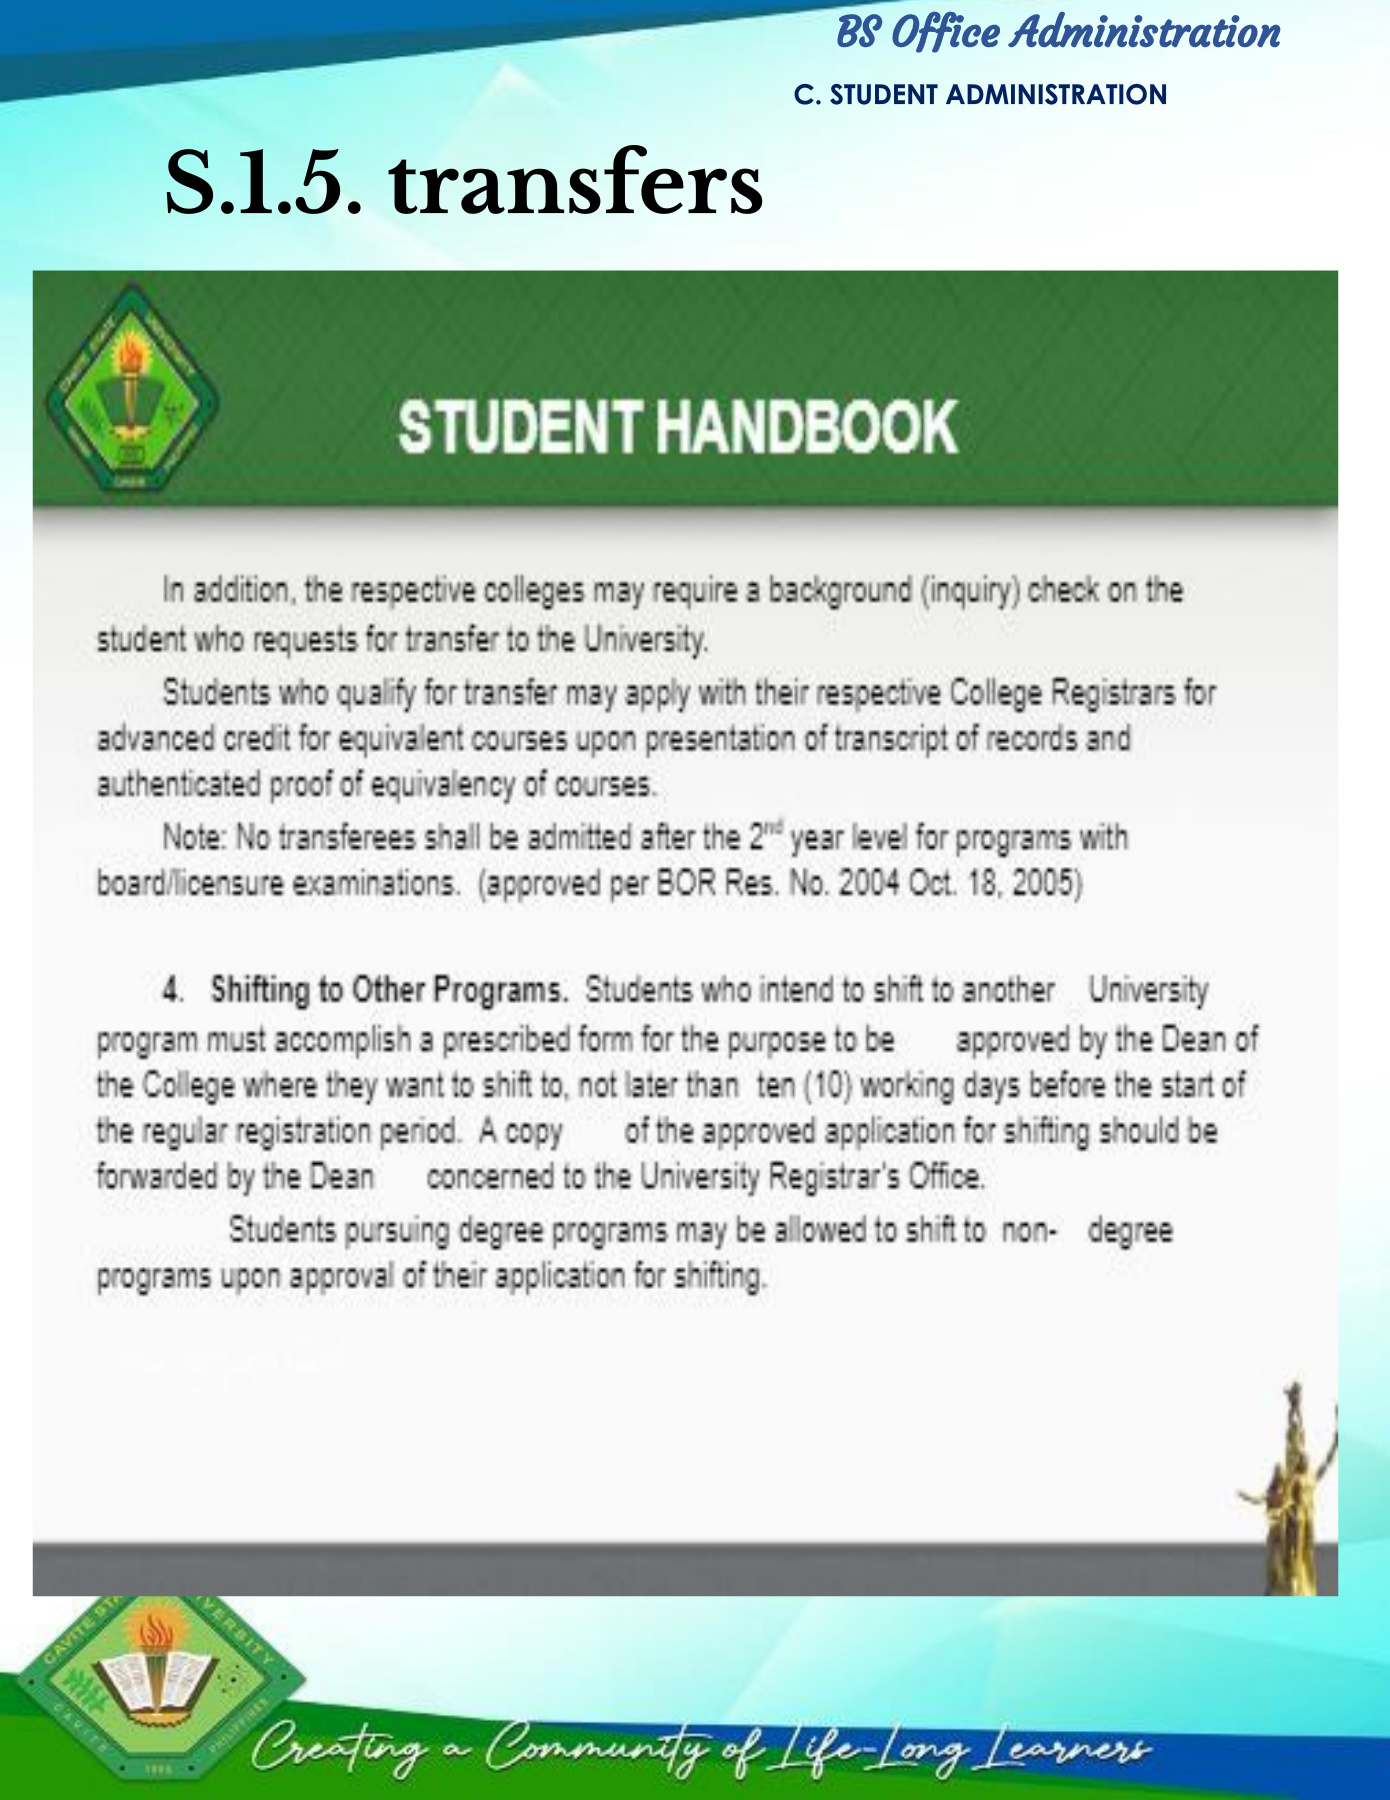 BS Office Administration
C. STUDENT ADMINISTRATION
S.1.5. transfers
CAVITE STATE UNIVERSITY
STUDENT HANDBOOK
In addition, the respective colleges may require a background (inquiry) check on the
student who requests for transfer to the University.
Students who qualify for transfer may apply with their respective College Registrars for
advanced credit for equivalent courses upon presentation of transcript of records and
authenticated proof of equivalency of courses.
Note: No transferees shall be admitted after the 2nd year level for programs with
board/licensure examinations. (approved per BOR Res. No. 2004 Oct. 18, 2005)
4. Shifting to Other Programs. Students who intend to shift to another University
program must accomplish a prescribed form for the purpose to be approved by the Dean of
the College where they want to shift to, not later than ten (10) working days before the start of
the regular registration period. A copy of the approved application for shifting should be
forwarded by the Dean concerned to the University Registrar's Office.
Students pursuing degree programs may be allowed to shift to non- degree
programs upon approval of their application for shifting.
CAVITE
PHILIPPINES
Creating a Community of Life-Long Learners